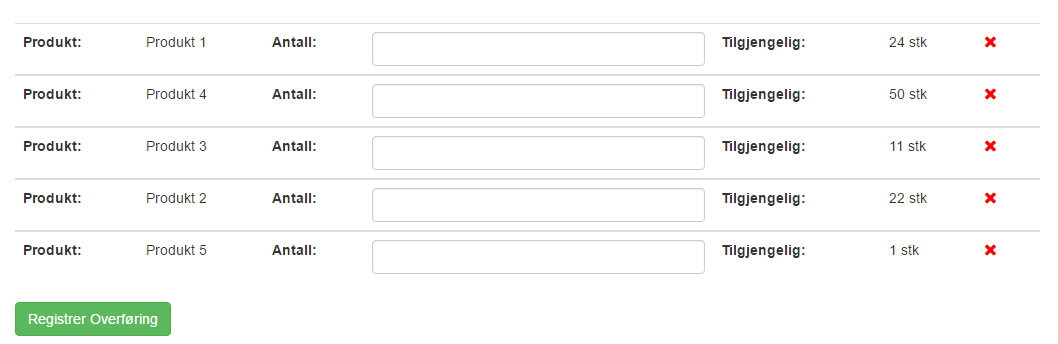 Produkt: Produkt 1 Antall: Tilgjengelig: 24 stk
Produkt: Produkt 4 Antall: Tilgjengelig: 50 stk
Produkt: Produkt 3 Antall: Tilgjengelig: 11 stk
Produkt: Produkt 2 Antall: Tilgjengelig: 22 stk
Produkt: Produkt 5 Antall: Tilgjengelig: 1 stk
Registrer Overføring